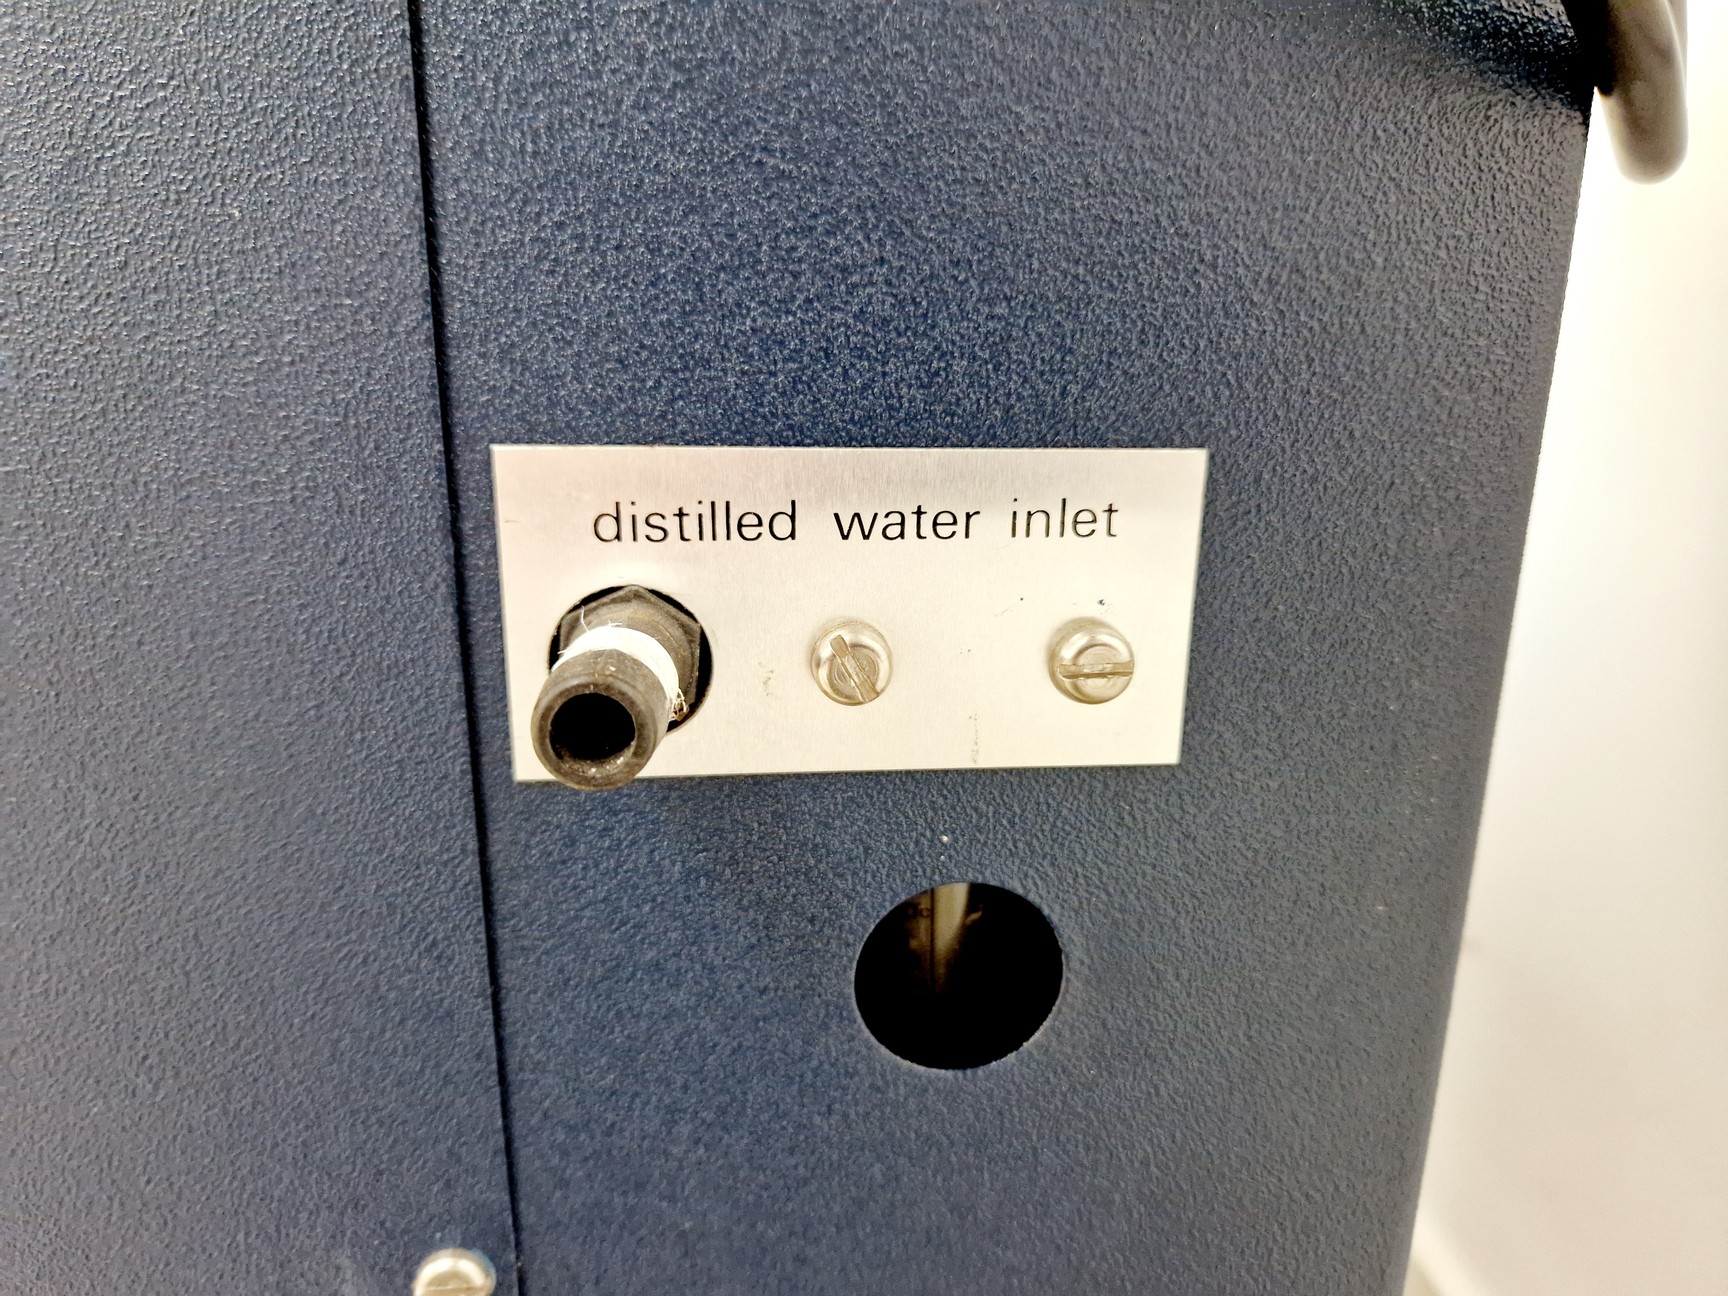 distilled water inlet